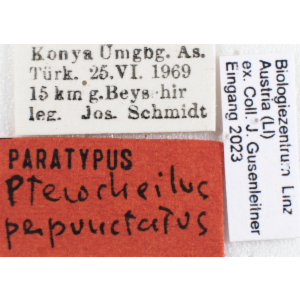 Konya Umgbg. As.
Türk. 25.VI. 1969
15 km g.Beys hir
leg. Jos. Schmidt
PARATYPUS
Pterocheilus
perpunctatus
Biologiezentrum Linz
Austria (LI)
ex. Coll. J. Gusenleitner
Eingang 2023